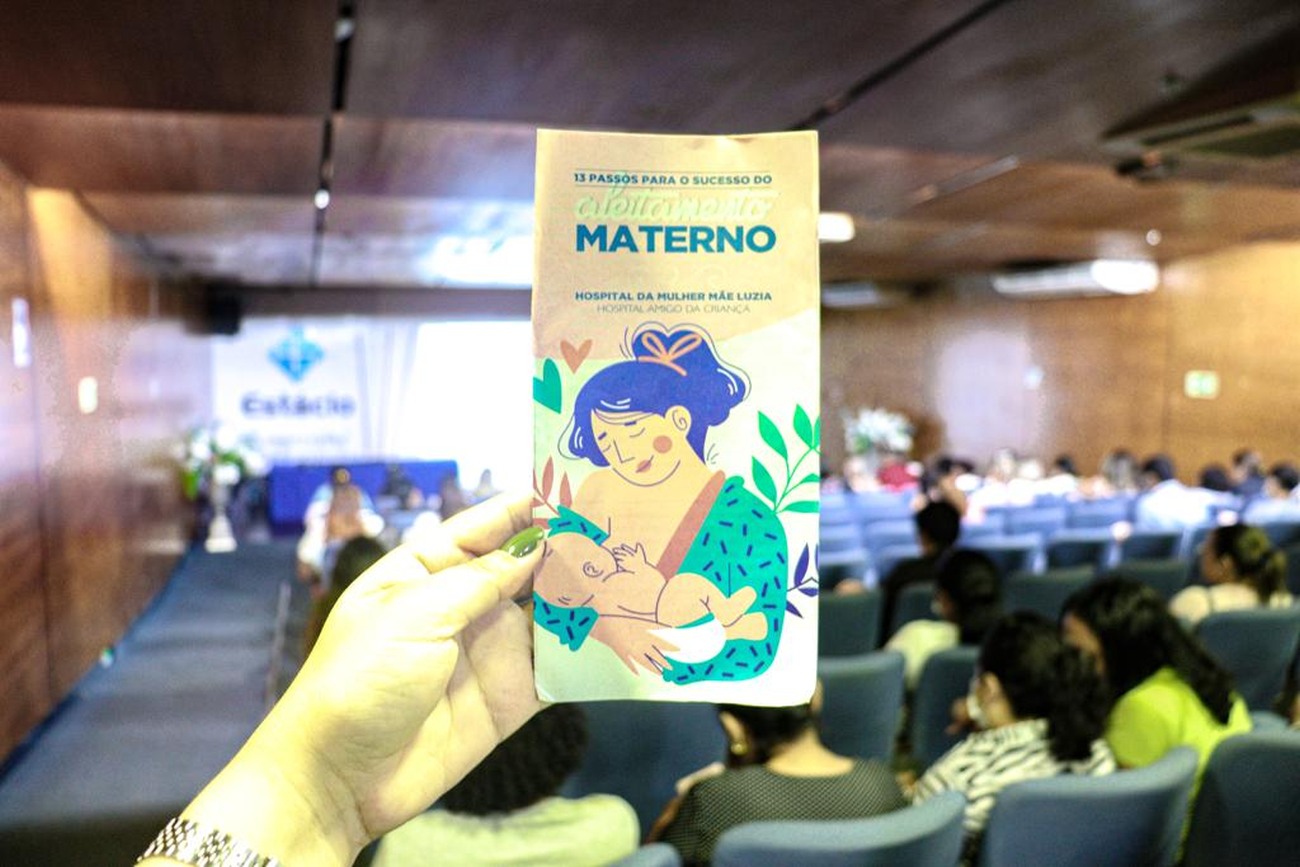 13 PASSOS PARA O SUCESSO DO
aleitamento
MATERNO
HOSPITAL DA MULHER MÃE LUZIA
HOSPITAL AMIGO DA CRIANÇA
Estácio